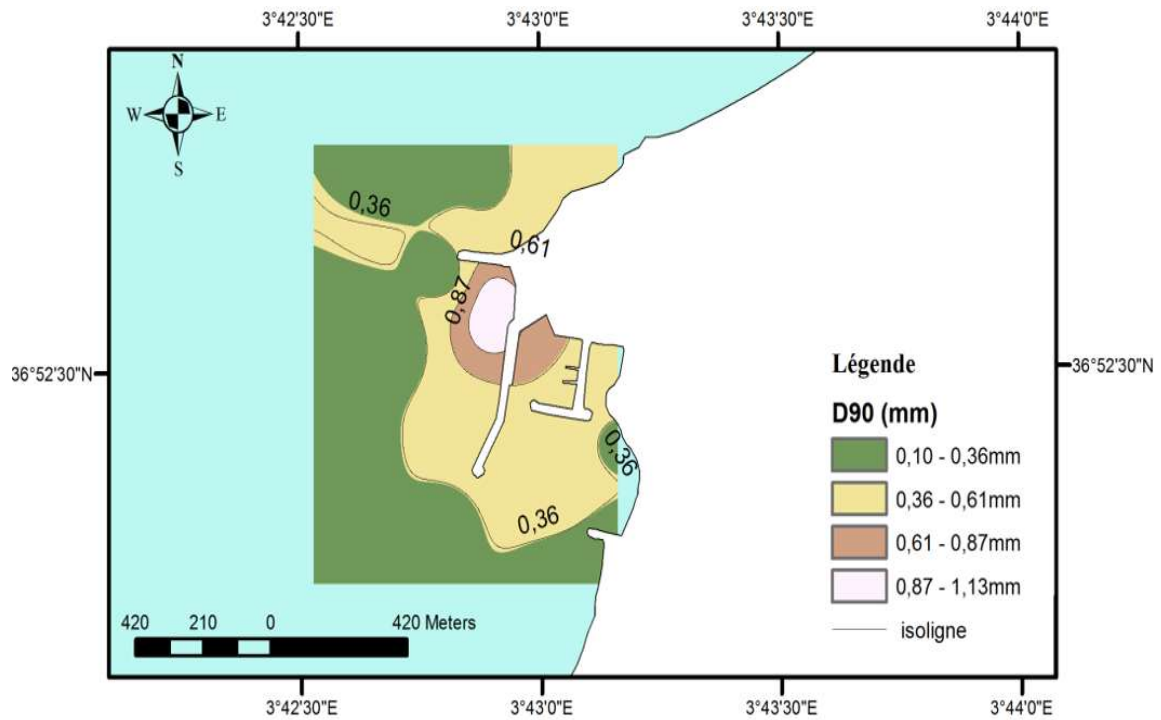 3°42'30"E 3°43'0"E 3°43'30"E 3°44'0"E
N
W E
S
0,36
0,61
0,87
36°52'30"N 36°52'30"N
Légende
D90 (mm)
0,10 - 0,36mm
0,36
0,36 - 0,61mm
0,36
0,61 - 0,87mm
0,87 - 1,13mm
420 210 0 420 Meters
isoligne
3°42'30"E 3°43'0"E 3°43'30"E 3°44'0"E